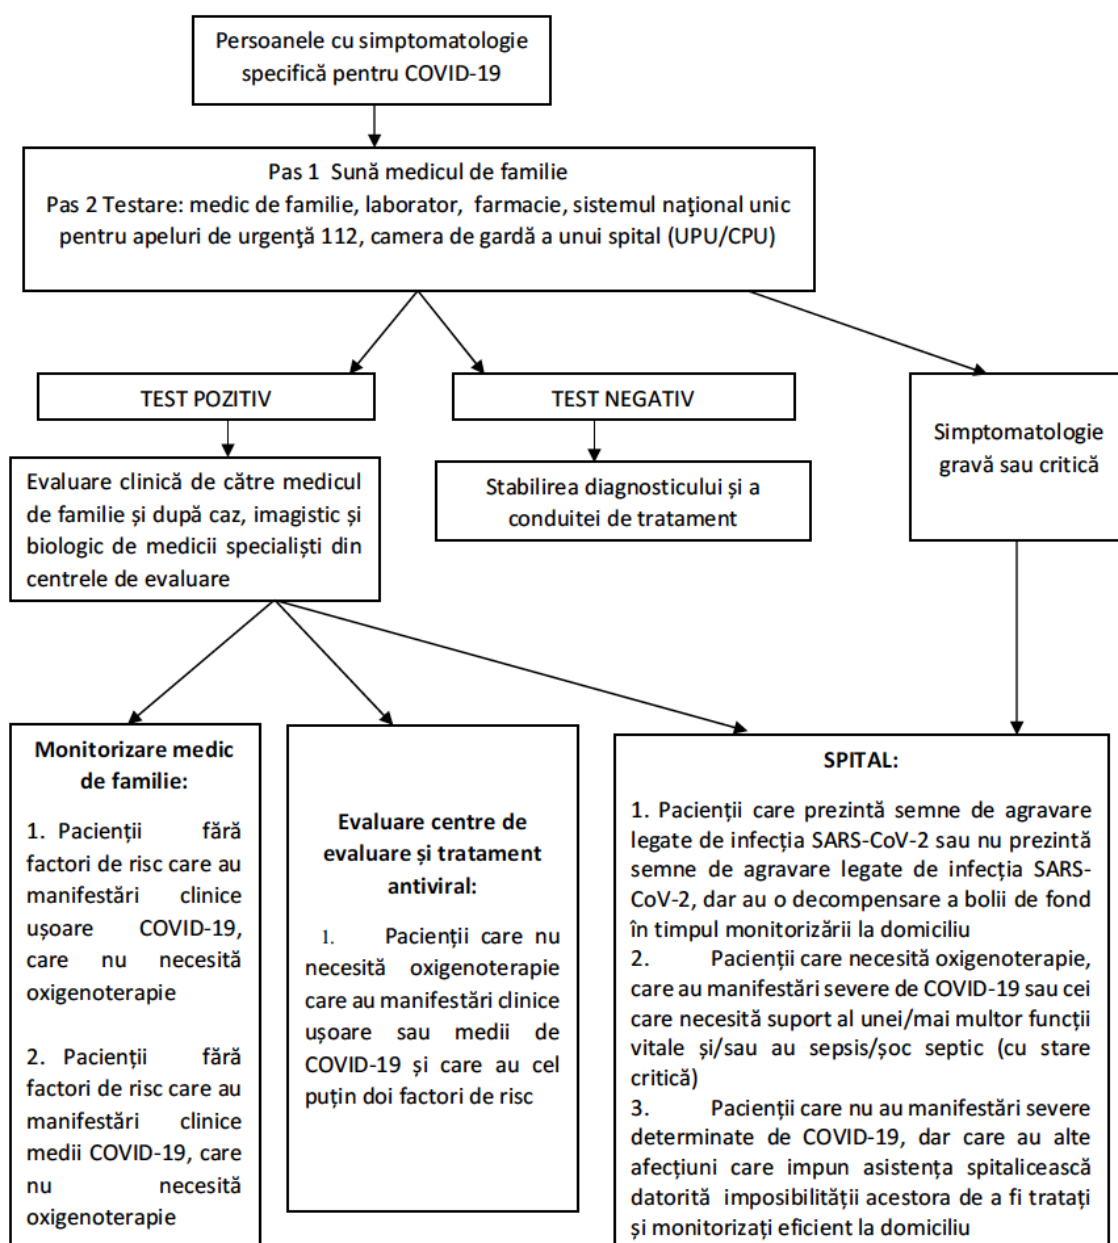 Persoanele cu simptomatologie
specifică pentru COVID-19
Pas 1 Sună medicul de familie
Pas 2 Testare: medic de familie, laborator, farmacie, sistemul naţional unic
pentru apeluri de urgenţă 112, camera de gardă a unui spital (UPU/CPU)
TEST POZITIV
TEST NEGATIV
Simptomatologie
gravă sau critică
Evaluare clinică de către medicul
de familie și după caz, imagistic și
biologic de medicii specialiști din
centrele de evaluare
Stabilirea diagnosticului și a
conduitei de tratament
Monitorizare medic
de familie:
1. Pacienții fără
factori de risc care au
manifestări clinice
ușoare COVID-19,
care nu necesită
oxigenoterapie
2. Pacienții fără
factori de risc care au
manifestări clinice
medii COVID-19, care
nu necesită
oxigenoterapie
Evaluare centre de
evaluare și tratament
antiviral:
1. Pacienții care nu
necesită oxigenoterapie
care au manifestări clinice
ușoare sau medii de
COVID-19 și care au cel
puțin doi factori de risc
SPITAL:
1. Pacienții care prezintă semne de agravare
legate de infecția SARS-CoV-2 sau nu prezintă
semne de agravare legate de infecția SARS-
CoV-2, dar au o decompensare a bolii de fond
în timpul monitorizării la domiciliu
2. Pacienții care necesită oxigenoterapie,
care au manifestări severe de COVID-19 sau cei
care necesită suport al unei/mai multor funcții
vitale și/sau au sepsis/șoc septic (cu stare
critică)
3. Pacienții care nu au manifestări severe
determinate de COVID-19, dar care au alte
afecțiuni care impun asistența spitalicească
datorită imposibilității acestora de a fi tratați
și monitorizați eficient la domiciliu